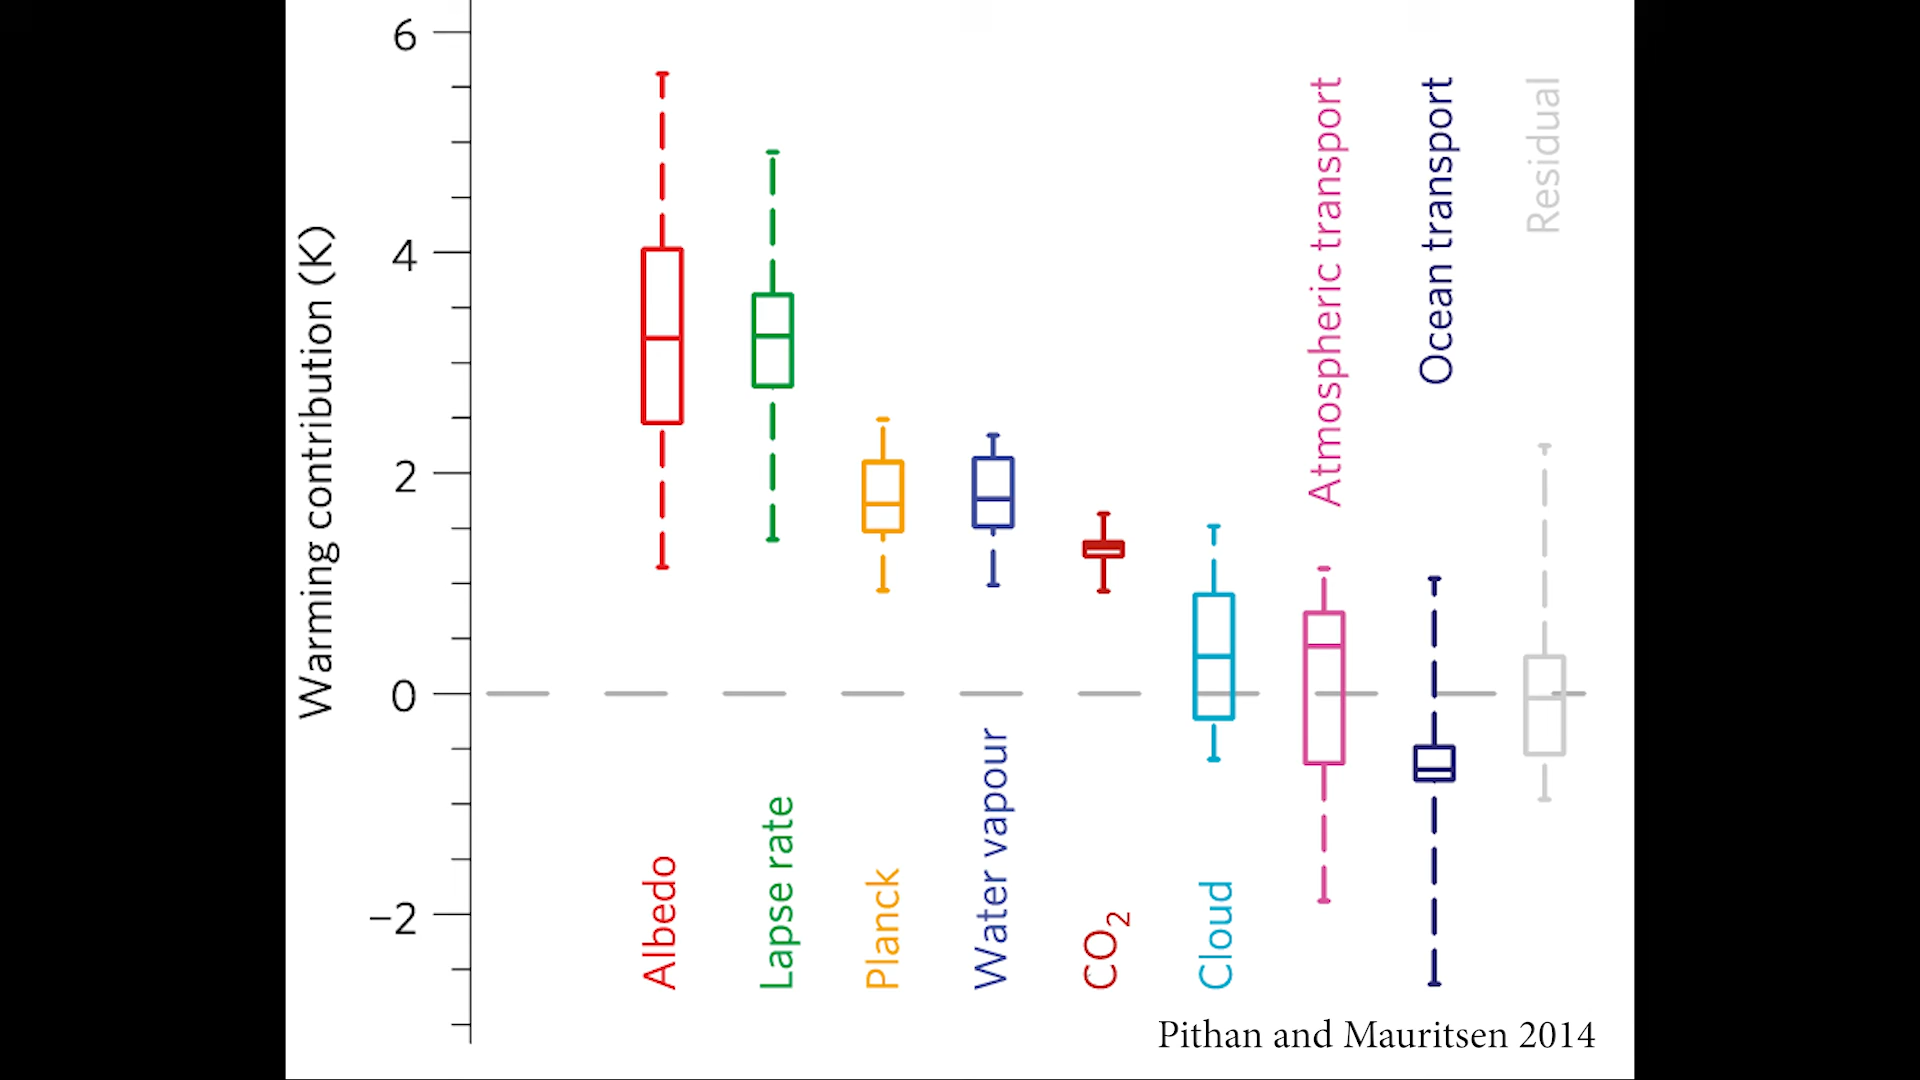 Warming contribution (K)
6
4
2
0
−2
Albedo
Lapse rate
Planck
Water vapour
CO₂
Cloud
Atmospheric transport
Ocean transport
Residual
Pithan and Mauritsen 2014